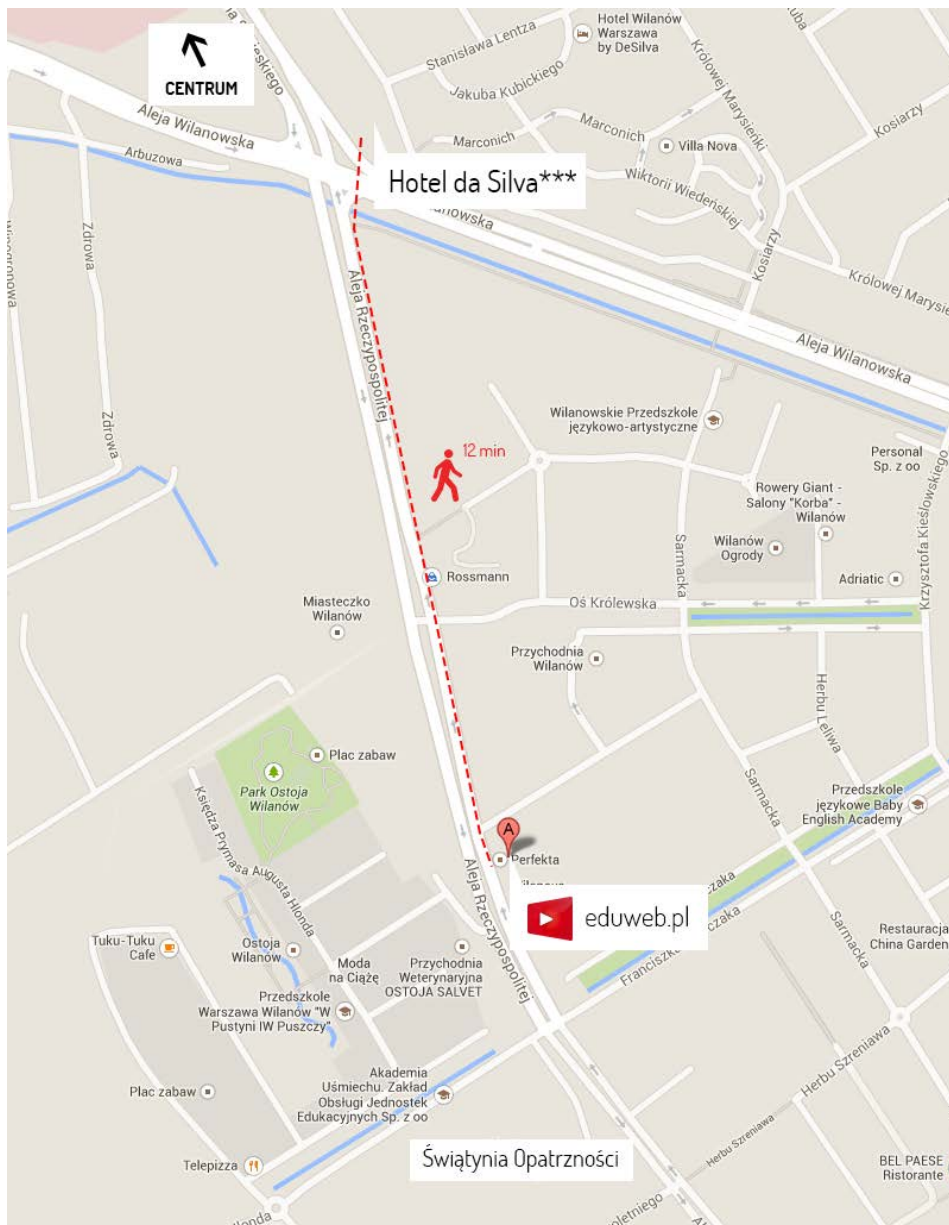 CENTRUM
Aleja Wilanowska
Arbuzowa
Stanisława Lentza
Jakuba Kubickiego
Hotel Wilanów
Warszawa
by DeSilva
Królowej Marysieńki
Kosiarzy
Marconich
Marconich
Villa Nova
Wiktorii Wiedeńskiej
Hotel da Silva***
Kosiarzy
Królowej Marysie
Aleja Wilanowska
Zdrowa
Zdrowa
Aleja Rzeczypospolitej
12 min
Wilanowskie Przedszkole
językowo-artystyczne
Personal
Sp. z oo
Rowery Giant -
Salony "Korba" -
Wilanów
Wilanów
Ogrody
Adriatic
Krzysztofa Kieślowskiego
Sarmacka
Rossmann
Oś Królewska
Miasteczko
Wilanów
Przychodnia
Wilanów
Herbu Leliwa
Plac zabaw
Park Ostoja
Wilanów
Sarmacka
Przedszkole
językowe Baby
English Academy
Księdza Prymasa Augusta Hlonda
A
Perfekta
eduweb.pl
Aleja Rzeczypospolitej
Franciszka
czaka
Sarmacka
Restauracja
China Garden
Tuku-Tuku
Cafe
Ostoja
Wilanów
Moda
na Ciążę
Przychodnia
Weterynaryjna
OSTOJA SALVET
Przedszkole
Warszawa Wilanów "W
Pustyni IW Puszczy"
Plac zabaw
Akademia
Uśmiechu. Zakład
Obsługi Jednostek
Edukacyjnych Sp. z oo
Herbu Szreniawa
Herbu Szreniawa
Świątynia Opatrzności
Telepizza
BEL PAESE
Ristorante